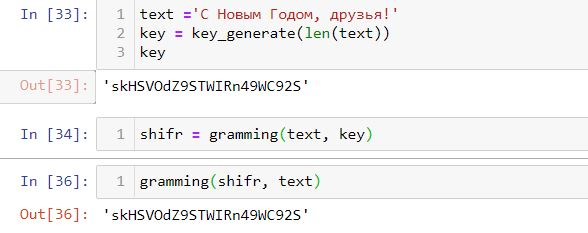 In [33]: 1 text ='С Новым Годом, друзья!'
2 key = key_generate(len(text))
3 key
Out[33]: 'skHSVOdZ9STWIRn49WC92S'
In [34]: 1 shifr = gramming(text, key)
In [36]: 1 gramming(shifr, text)
Out[36]: 'skHSVOdZ9STWIRn49WC92S'